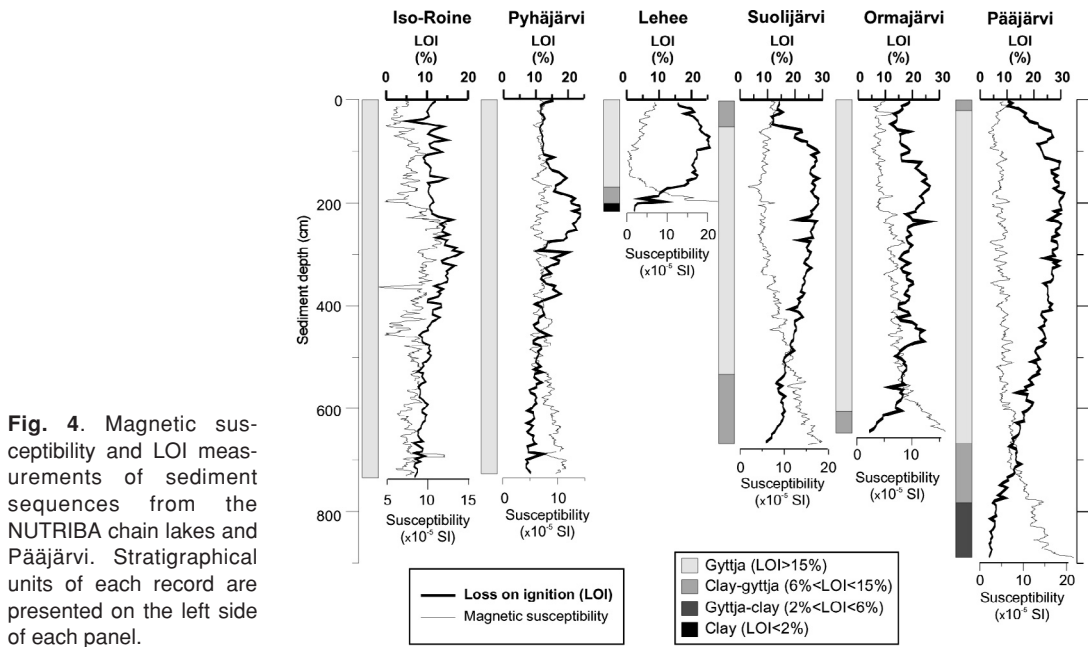 Iso-Roine Pyhäjärvi Lehee Suolijärvi Ormajärvi Pääjärvi
LOI LOI LOI LOI LOI LOI
(%) (%) (%) (%) (%) (%)
0 10 20 0 10 20 0 10 20 0 10 20 30 0 10 20 30 0 10 20 30
0
200
400
600
800
Sediment depth (cm)
0 10 20
Susceptibility
(x10⁻⁵ SI)
5 10 15
Susceptibility
(x10⁻⁵ SI)
0 10
Susceptibility
(x10⁻⁵ SI)
0 10 20
Susceptibility
(x10⁻⁵ SI)
0 10
Susceptibility
(x10⁻⁵ SI)
0 10 20
Susceptibility
(x10⁻⁵ SI)
Loss on ignition (LOI)
Magnetic susceptibility
Gyttja (LOI>15%)
Clay-gyttja (6%<LOI<15%)
Gyttja-clay (2%<LOI<6%)
Clay (LOI<2%)
Fig. 4. Magnetic sus-
ceptibility and LOI meas-
urements of sediment
sequences from the
NUTRIBA chain lakes and
Pääjärvi. Stratigraphical
units of each record are
presented on the left side
of each panel.